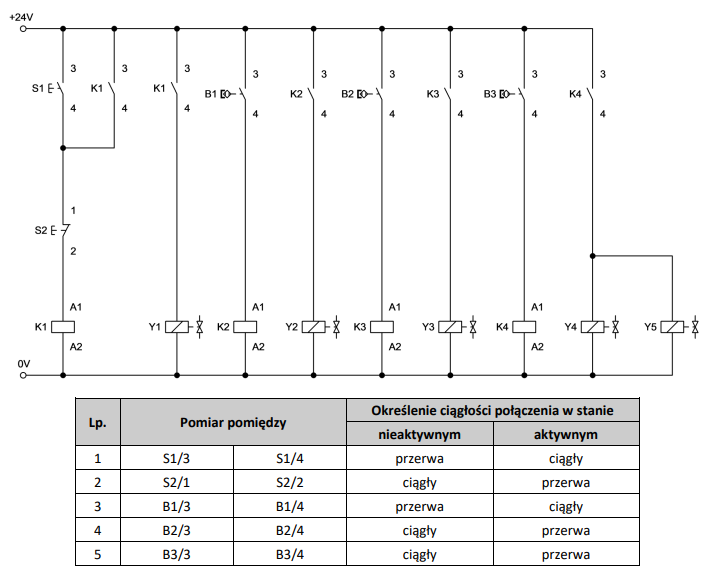 +24V
3 3 3 3 3 3 3 3 3
S1 K1 K1 B1 K2 B2 K3 B3 K4
4 4 4 4 4 4 4 4 4
1
S2
2
A1 A1 A1 A1
K1 Y1 K2 Y2 K3 Y3 K4 Y4 Y5
A2 A2 A2 A2
0V
Lp. Pomiar pomiędzy Określenie ciągłości połączenia w stanie
nieaktywnym aktywnym
1 S1/3 S1/4 przerwa ciągły
2 S2/1 S2/2 ciągły przerwa
3 B1/3 B1/4 przerwa ciągły
4 B2/3 B2/4 ciągły przerwa
5 B3/3 B3/4 ciągły przerwa